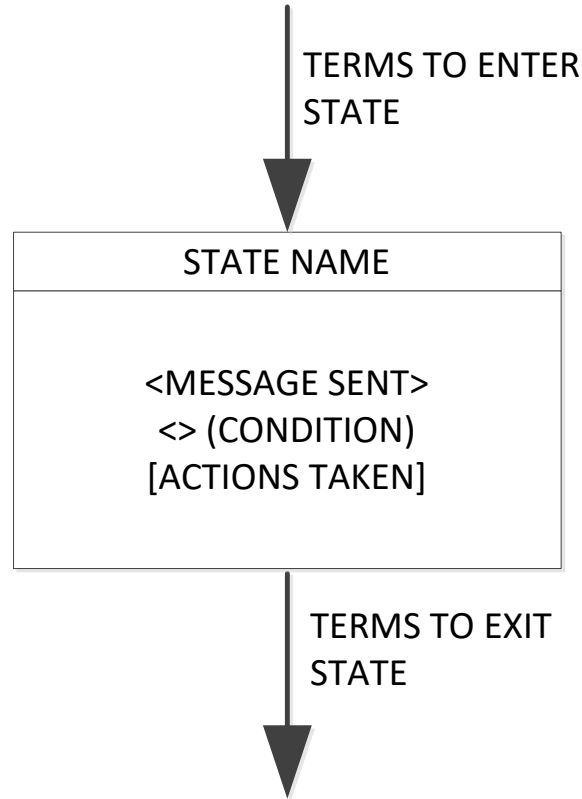 TERMS TO ENTER
STATE
STATE NAME
<MESSAGE SENT>
<> (CONDITION)
[ACTIONS TAKEN]
TERMS TO EXIT
STATE